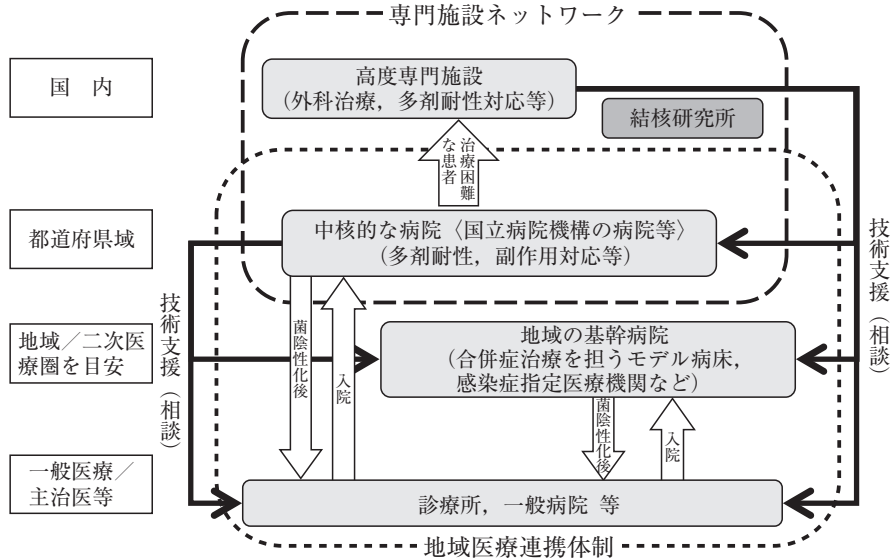 専門施設ネットワーク
国 内
高度専門施設
(外科治療,多剤耐性対応等)
結核研究所
治療困難
な患者
都道府県域
中核的な病院〈国立病院機構の病院等〉
(多剤耐性,副作用対応等)
技術支援(相談)
技術支援(相談)
地域/二次医
療圏を目安
菌陰性化後
入院
地域の基幹病院
(合併症治療を担うモデル病床,
感染症指定医療機関など)
菌陰性化後
入院
一般医療/
主治医等
診療所,一般病院 等
地域医療連携体制